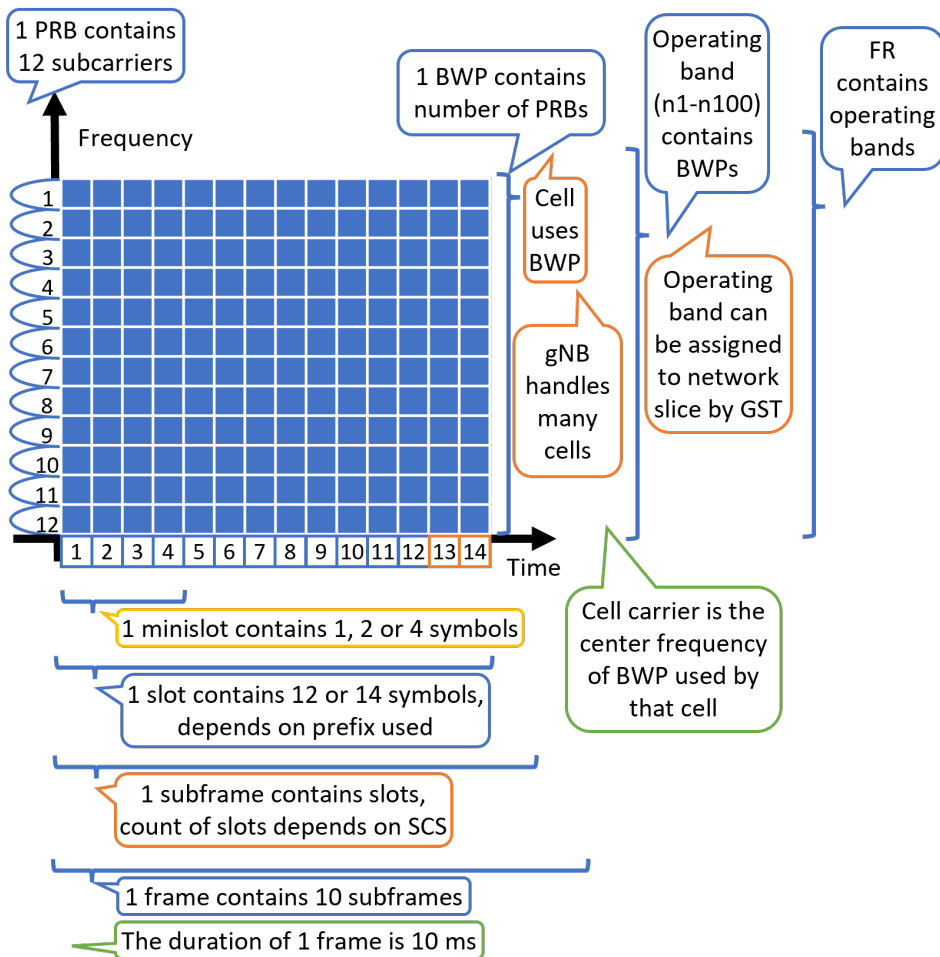 1 PRB contains
12 subcarriers
Frequency
1 BWP contains
number of PRBs
Operating
band
(n1-n100)
contains
BWPs
FR
contains
operating
bands
Cell
uses
BWP
gNB
handles
many
cells
Operating
band can
be assigned
to network
slice by GST
1
2
3
4
5
6
7
8
9
10
11
12
1 2 3 4 5 6 7 8 9 10 11 12 13 14
Time
Cell carrier is the
center frequency
of BWP used by
that cell
1 minislot contains 1, 2 or 4 symbols
1 slot contains 12 or 14 symbols,
depends on prefix used
1 subframe contains slots,
count of slots depends on SCS
1 frame contains 10 subframes
The duration of 1 frame is 10 ms